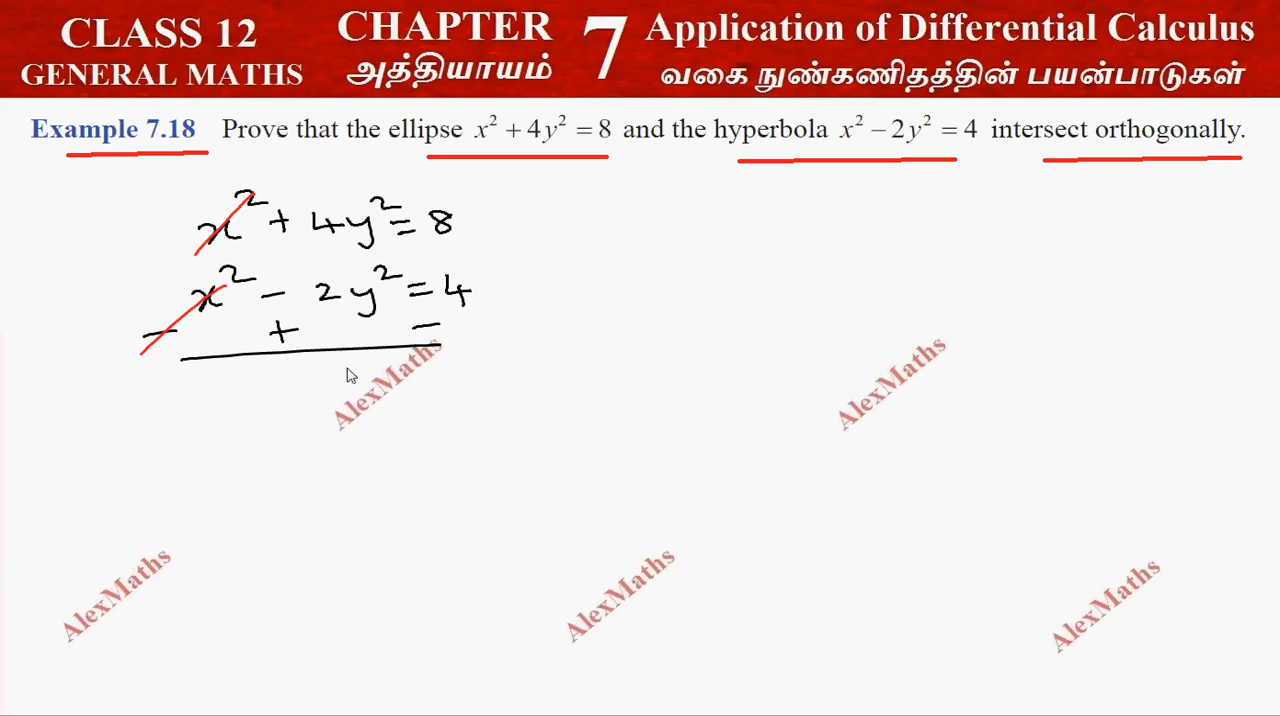 CLASS 12
GENERAL MATHS
CHAPTER
அத்தியாயம்
7
Application of Differential Calculus
வகை நுண்கணிதத்தின் பயன்பாடுகள்
Example 7.18 Prove that the ellipse x² + 4y² = 8 and the hyperbola x² − 2y² = 4 intersect orthogonally.
x² + 4y² = 8
x² − 2y² = 4
− + −
AlexMaths
AlexMaths
AlexMaths
AlexMaths
AlexMaths